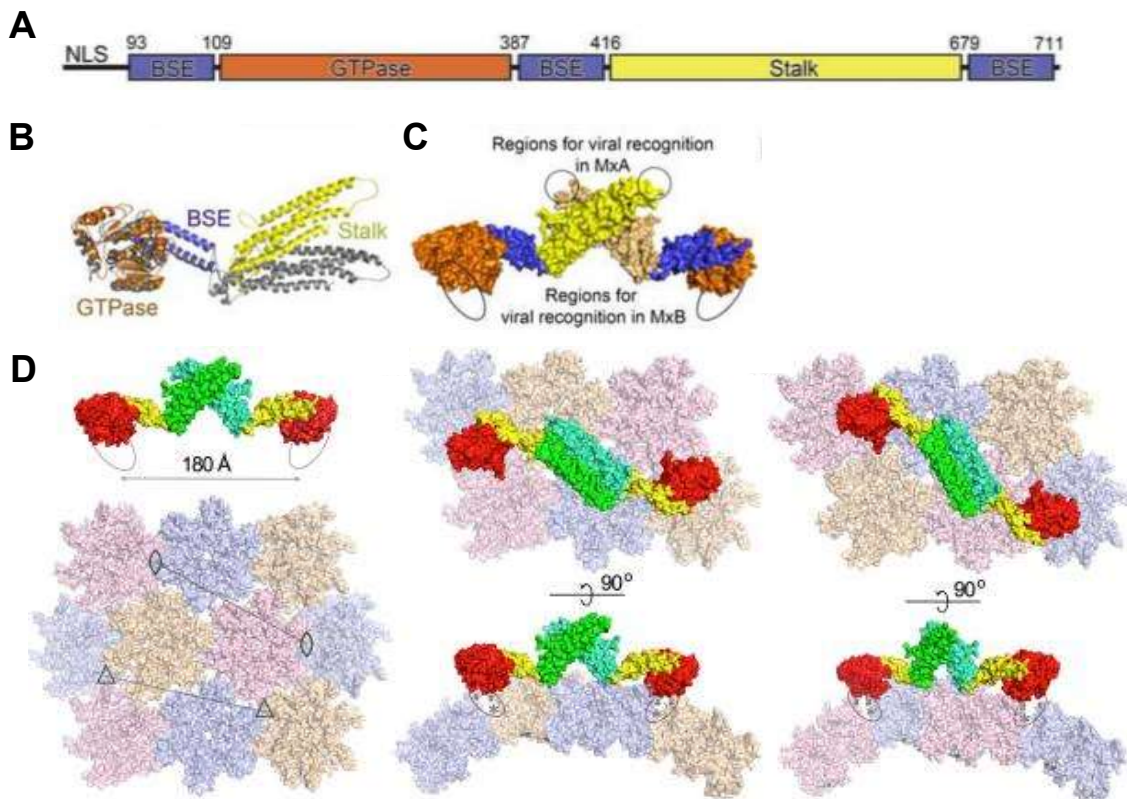 A
93 109 387 416 679 711
NLS BSE GTPase BSE Stalk BSE
B
BSE
Stalk
GTPase
C
Regions for viral recognition
in MxA
Regions for
viral recognition in MxB
D
180 Å
90°
90°
*
*
*
*